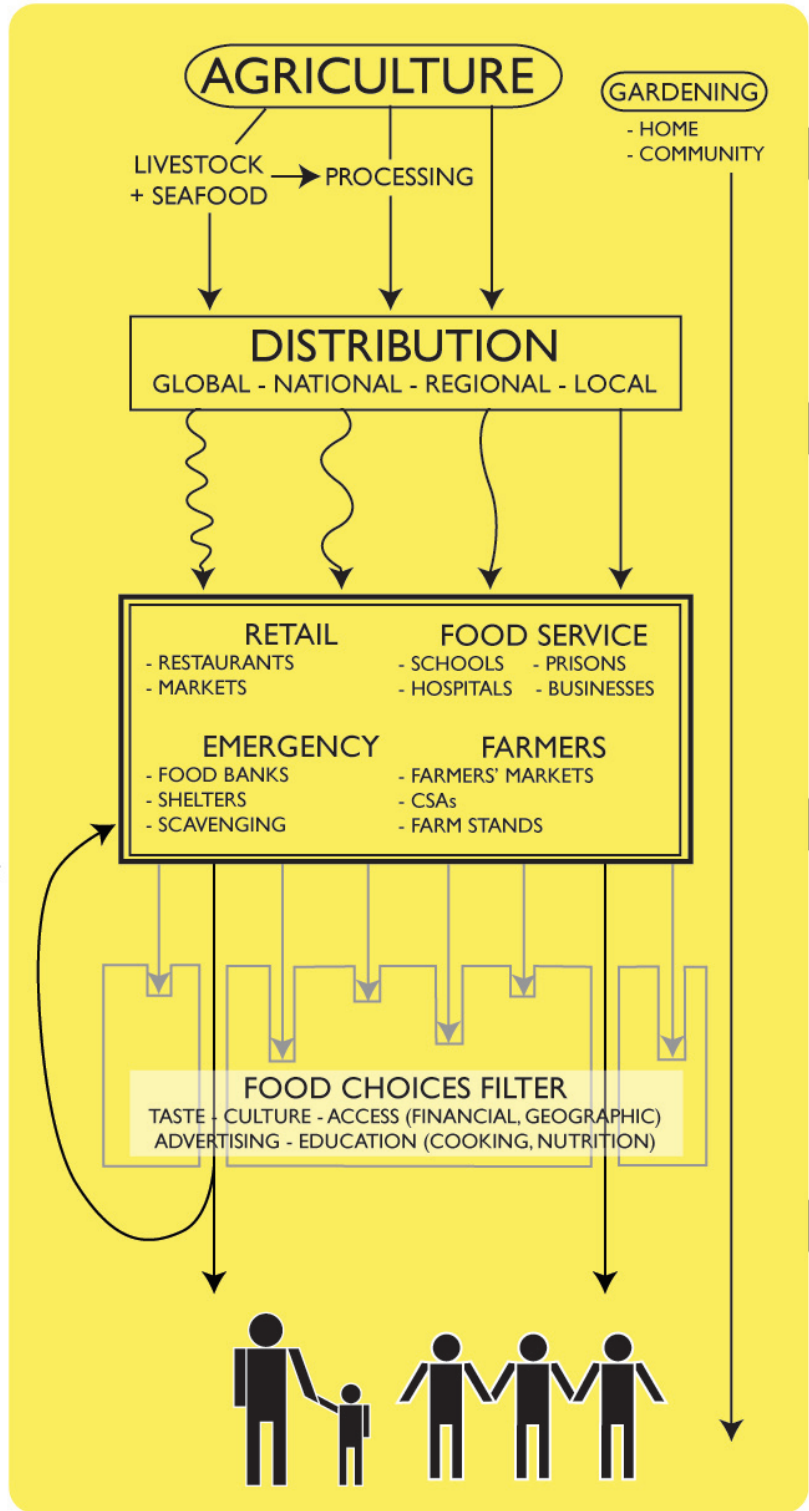 AGRICULTURE
GARDENING
- HOME
- COMMUNITY
LIVESTOCK
+ SEAFOOD
PROCESSING
DISTRIBUTION
GLOBAL - NATIONAL - REGIONAL - LOCAL
RETAIL
- RESTAURANTS
- MARKETS
FOOD SERVICE
- SCHOOLS - PRISONS
- HOSPITALS - BUSINESSES
EMERGENCY
- FOOD BANKS
- SHELTERS
- SCAVENGING
FARMERS
- FARMERS’ MARKETS
- CSAs
- FARM STANDS
FOOD CHOICES FILTER
TASTE - CULTURE - ACCESS (FINANCIAL, GEOGRAPHIC)
ADVERTISING - EDUCATION (COOKING, NUTRITION)